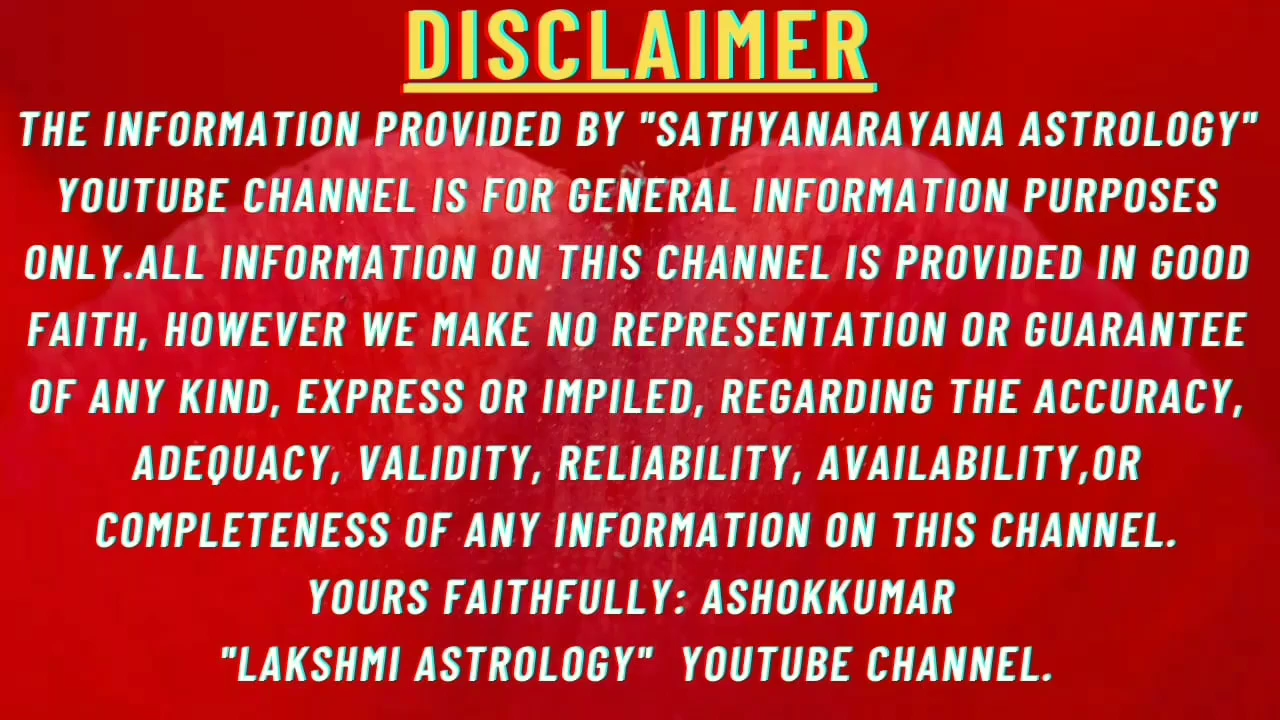 DISCLAIMER
THE INFORMATION PROVIDED BY "SATHYANARAYANA ASTROLOGY"
YOUTUBE CHANNEL IS FOR GENERAL INFORMATION PURPOSES
ONLY.ALL INFORMATION ON THIS CHANNEL IS PROVIDED IN GOOD
FAITH, HOWEVER WE MAKE NO REPRESENTATION OR GUARANTEE
OF ANY KIND, EXPRESS OR IMPILED, REGARDING THE ACCURACY,
ADEQUACY, VALIDITY, RELIABILITY, AVAILABILITY,OR
COMPLETENESS OF ANY INFORMATION ON THIS CHANNEL.
YOURS FAITHFULLY: ASHOKKUMAR
"LAKSHMI ASTROLOGY" YOUTUBE CHANNEL.